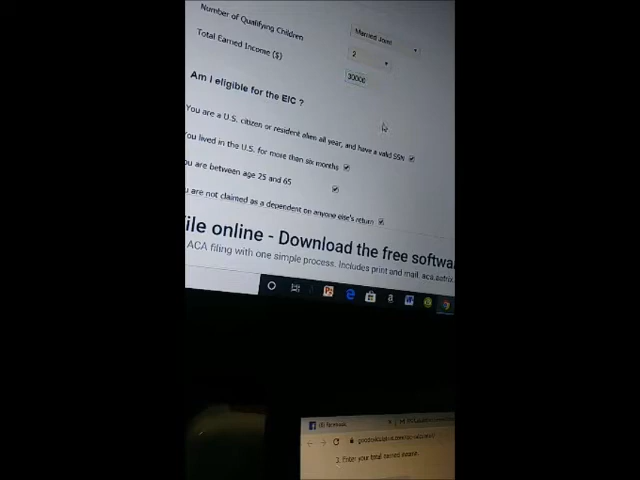 Number of Qualifying Children
Married Joint
Total Earned Income ($)
2
30000
Am I eligible for the EIC ?
You are a U.S. citizen or resident alien all year, and have a valid SSN
You lived in the U.S. for more than six months
ou are between age 25 and 65
u are not claimed as a dependent on anyone else's return
ile online - Download the free softwa
ACA filing with one simple process. Includes print and mail.
Facebook
2. Enter your total earned income.